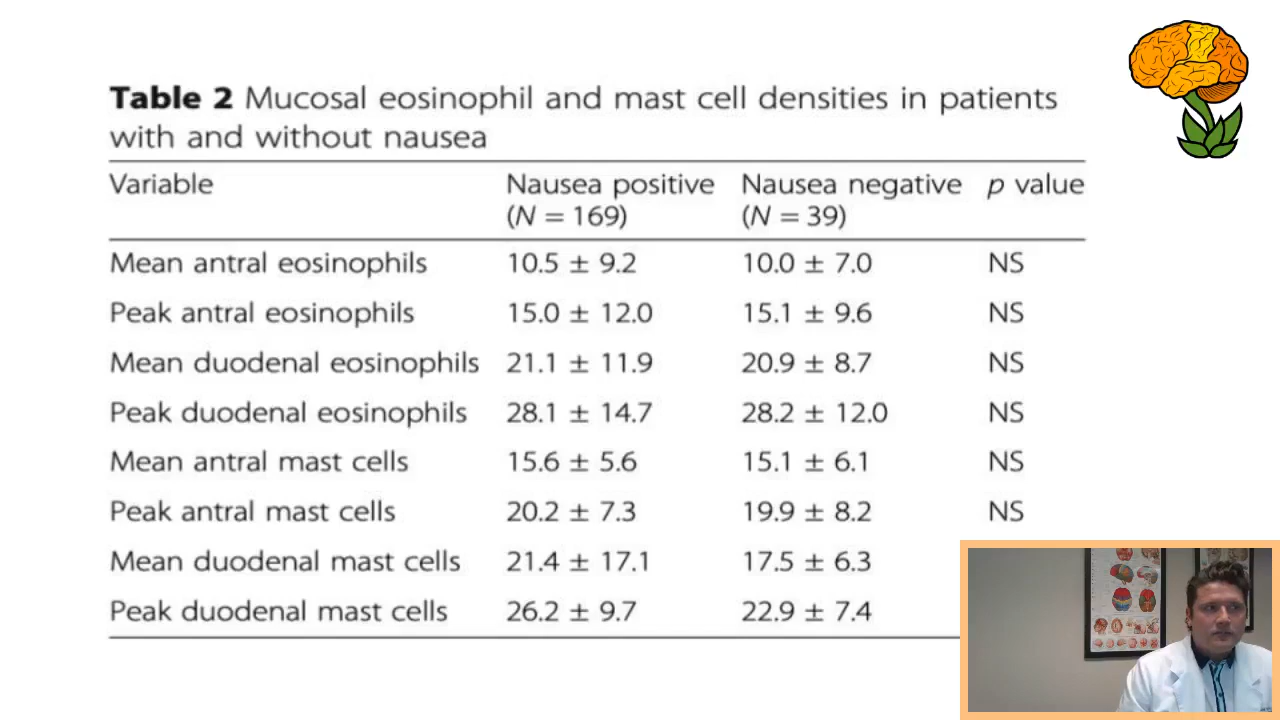 Table 2 Mucosal eosinophil and mast cell densities in patients
with and without nausea
Variable Nausea positive (N = 169) Nausea negative (N = 39) p value
Mean antral eosinophils 10.5 ± 9.2 10.0 ± 7.0 NS
Peak antral eosinophils 15.0 ± 12.0 15.1 ± 9.6 NS
Mean duodenal eosinophils 21.1 ± 11.9 20.9 ± 8.7 NS
Peak duodenal eosinophils 28.1 ± 14.7 28.2 ± 12.0 NS
Mean antral mast cells 15.6 ± 5.6 15.1 ± 6.1 NS
Peak antral mast cells 20.2 ± 7.3 19.9 ± 8.2 NS
Mean duodenal mast cells 21.4 ± 17.1 17.5 ± 6.3
Peak duodenal mast cells 26.2 ± 9.7 22.9 ± 7.4